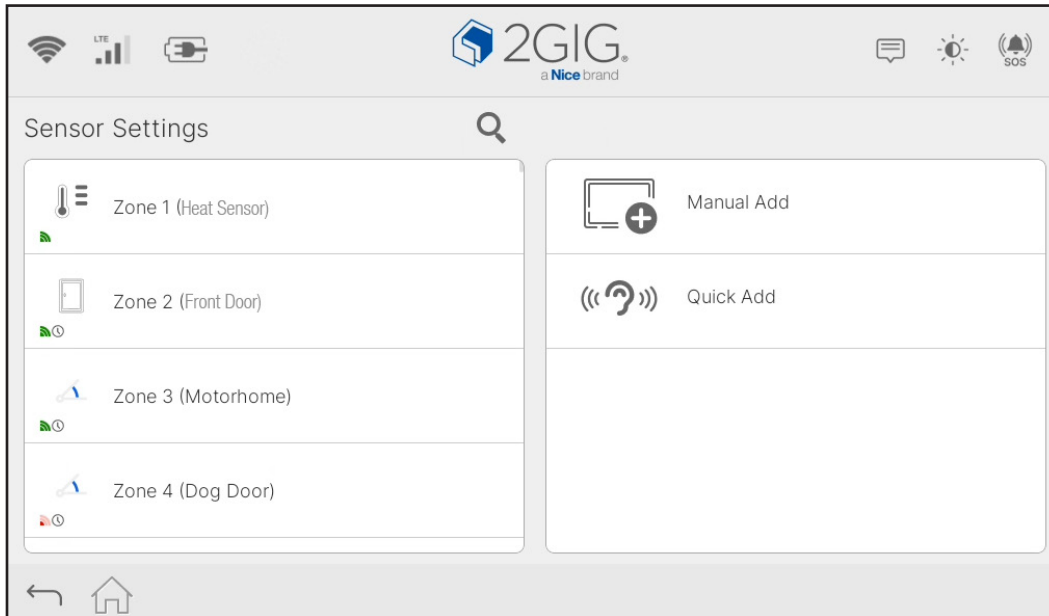 LTE
2GIG®
a Nice brand
SOS
Sensor Settings
Zone 1 (Heat Sensor)
Zone 2 (Front Door)
Zone 3 (Motorhome)
Zone 4 (Dog Door)
Manual Add
Quick Add